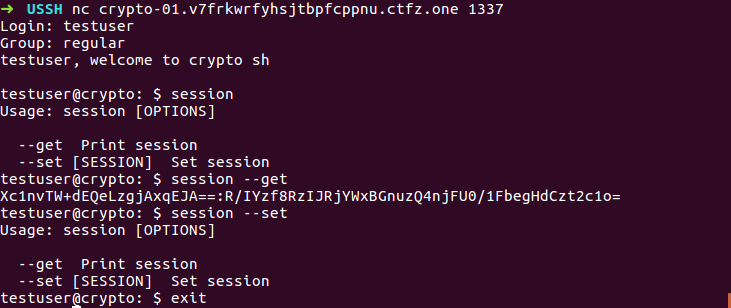 ➜ USSH nc crypto-01.v7frkwrfyhsjtbpfcppnu.ctfz.one 1337
Login: testuser
Group: regular
testuser, welcome to crypto sh
testuser@crypto: $ session
Usage: session [OPTIONS]
--get Print session
--set [SESSION] Set session
testuser@crypto: $ session --get
Xc1nvTW+dEQeLzgjAxqEJA==:R/IYzf8RzIJRjYWxBGnuzQ4njFU0/1FbegHdCzt2c1o=
testuser@crypto: $ session --set
Usage: session [OPTIONS]
--get Print session
--set [SESSION] Set session
testuser@crypto: $ exit